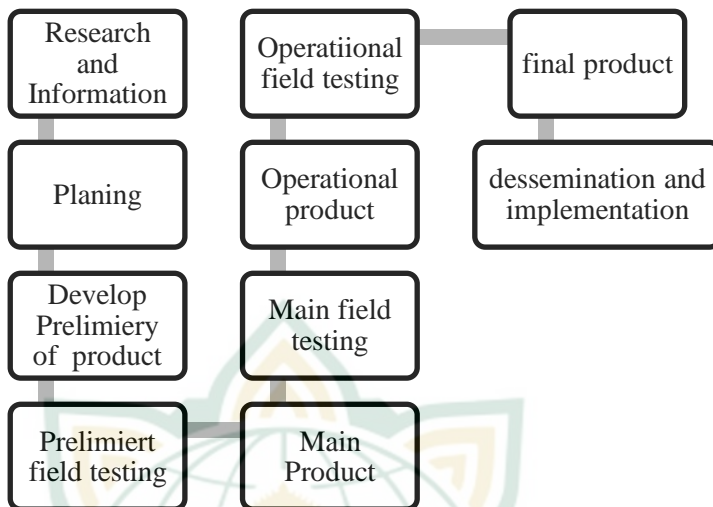 Research
and
Information
Planing
Develop
Prelimiery
of product
Prelimiert
field testing
Main
Product
Main field
testing
Operational
product
Operatiional
field testing
final product
dessemination and
implementation